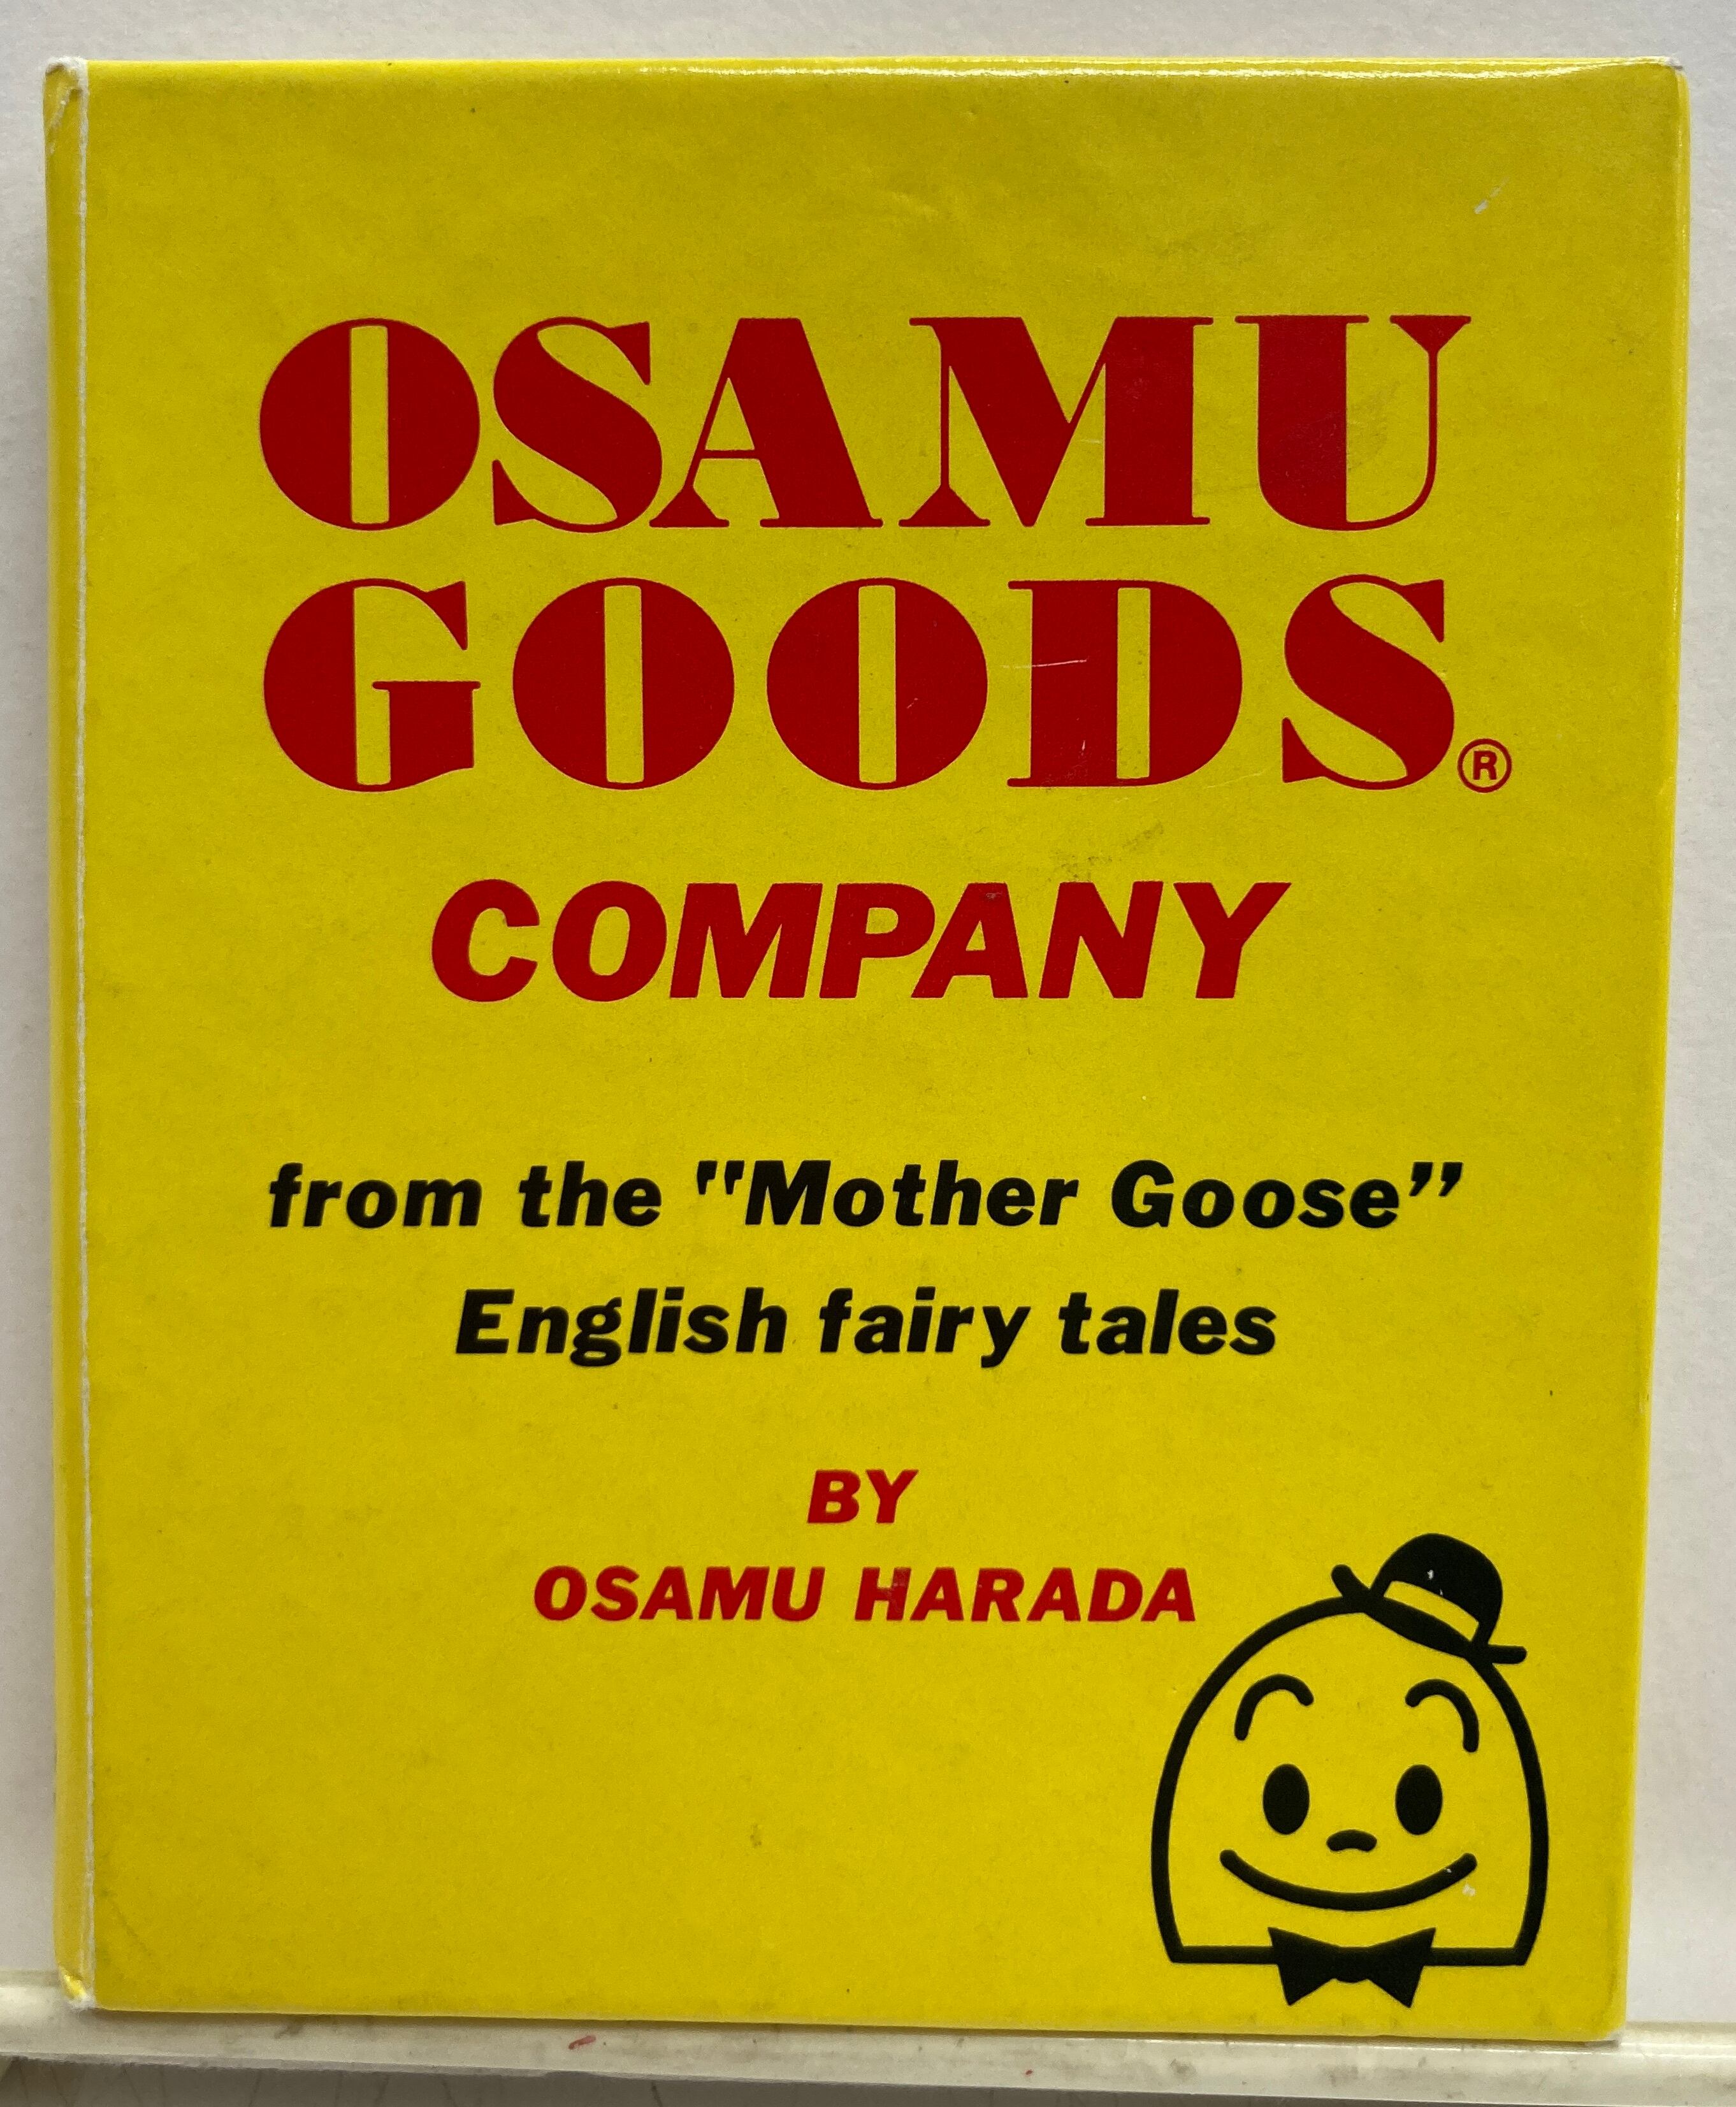 OSAMU
GOODS®
COMPANY
from the "Mother Goose”
English fairy tales
BY
OSAMU HARADA